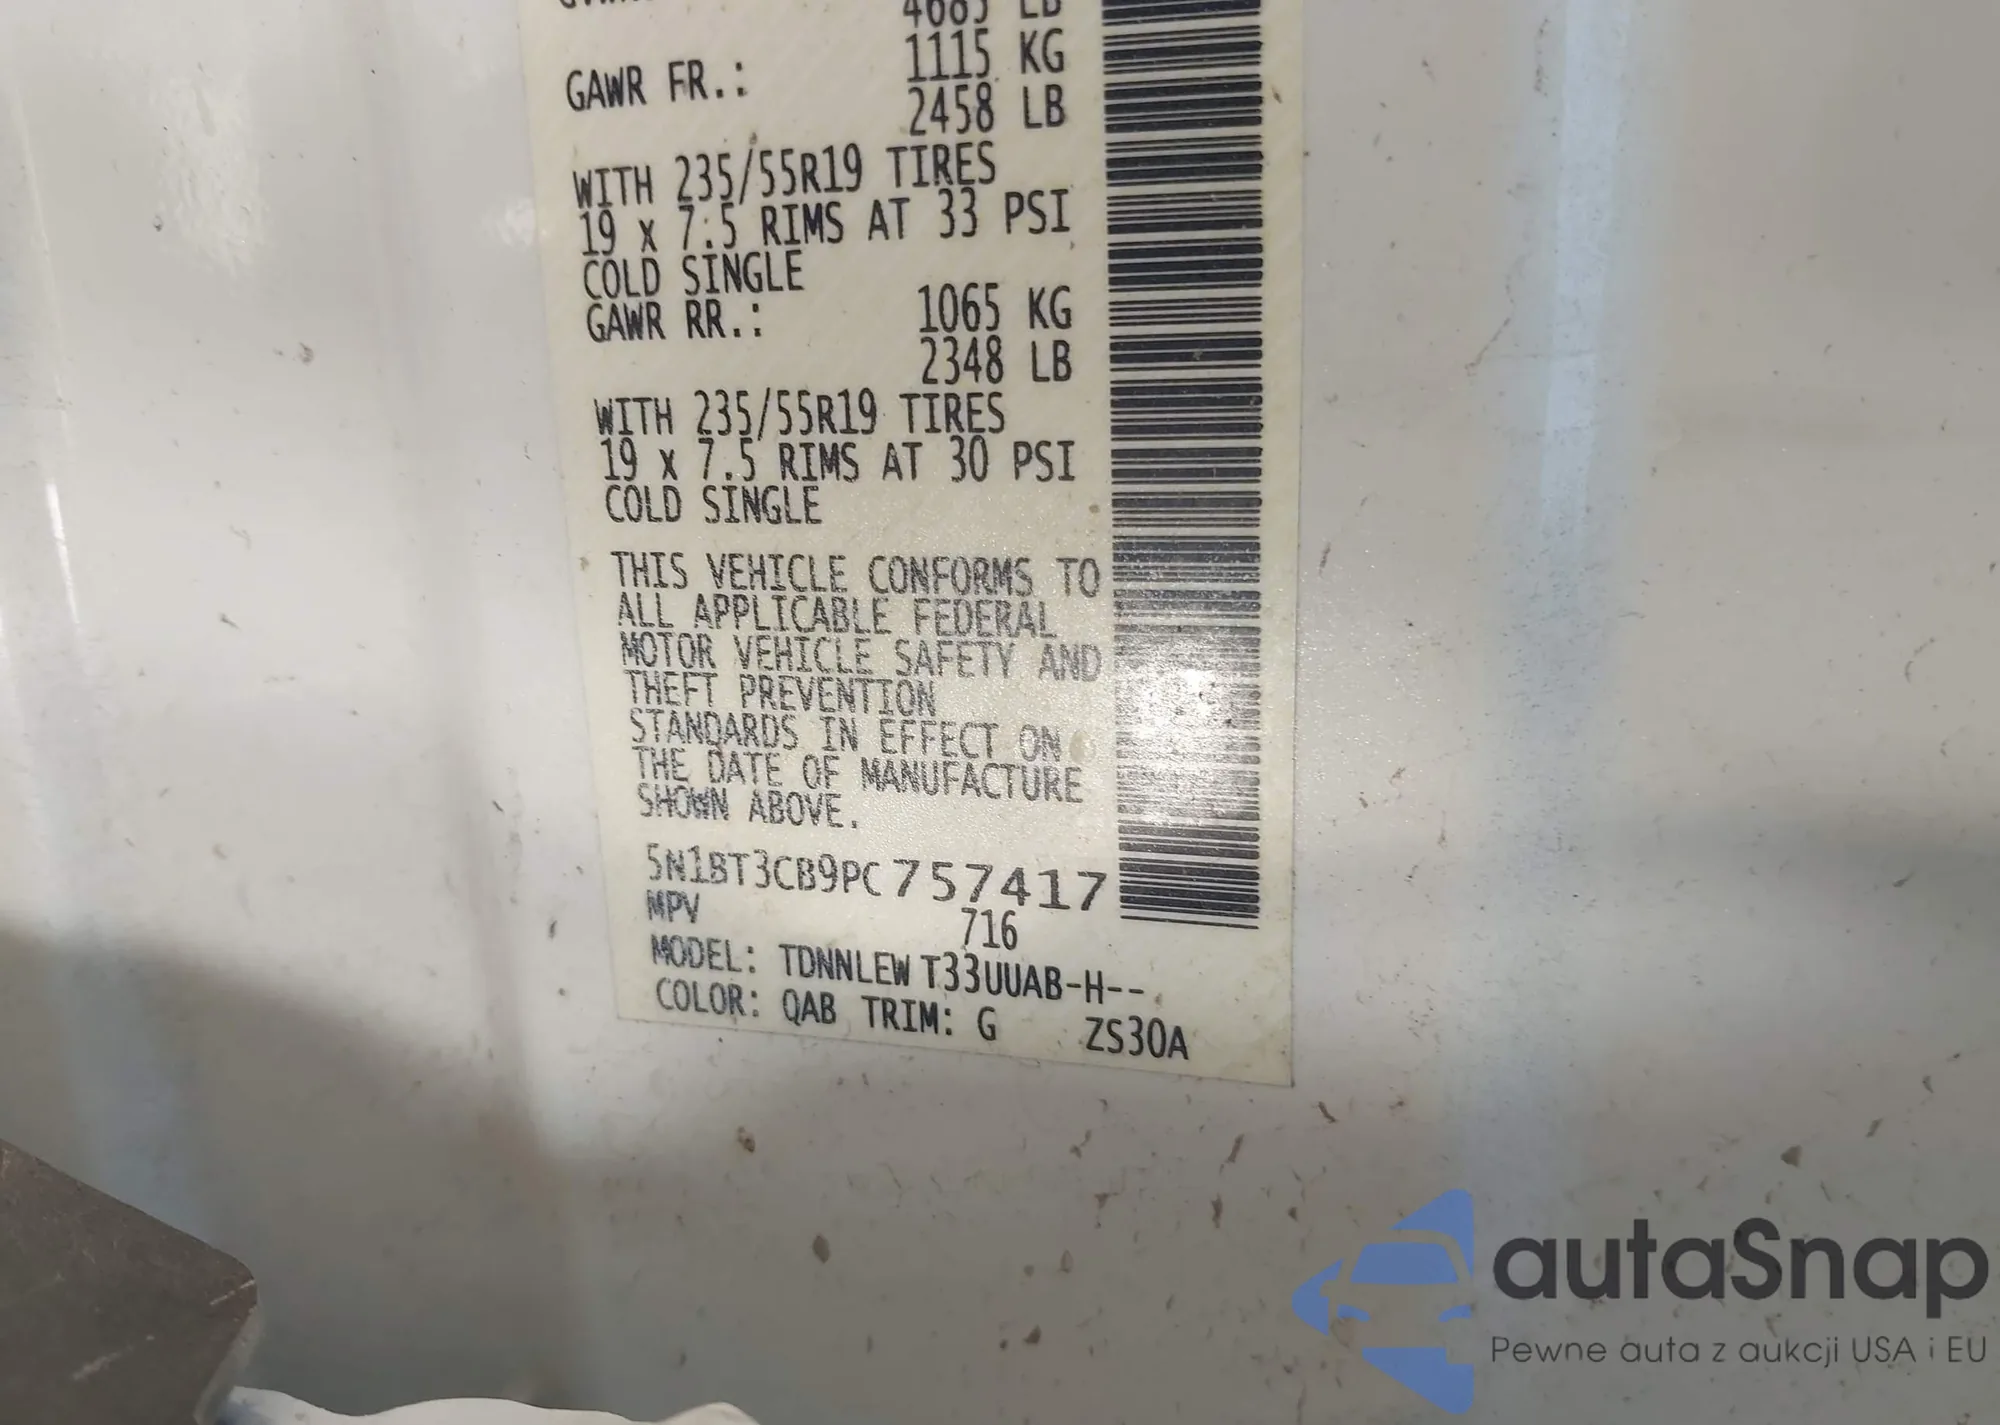 4685 LB
GAWR FR.: 1115 KG
2458 LB
WITH 235/55R19 TIRES
19 x 7.5 RIMS AT 33 PSI
COLD SINGLE
GAWR RR.: 1065 KG
2348 LB
WITH 235/55R19 TIRES
19 x 7.5 RIMS AT 30 PSI
COLD SINGLE
THIS VEHICLE CONFORMS TO
ALL APPLICABLE FEDERAL
MOTOR VEHICLE SAFETY AND
THEFT PREVENTION
STANDARDS IN EFFECT ON
THE DATE OF MANUFACTURE
SHOWN ABOVE.
5N1BT3CB9PC757417
MPV 716
MODEL: TDNNLEW T33UUAB-H--
COLOR: QAB TRIM: G ZS30A
autaSnap
Pewne auta z aukcji USA i EU